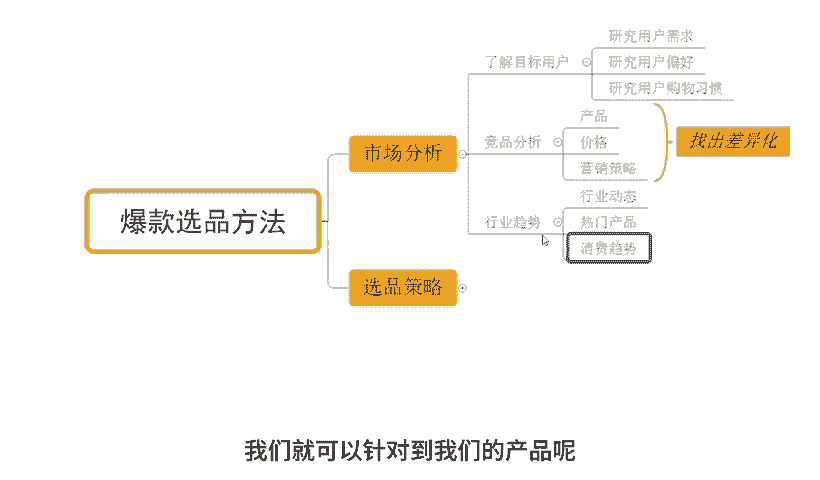 爆款选品方法
市场分析
了解目标用户
研究用户需求
研究用户偏好
研究用户购物习惯
竞品分析
产品
价格
营销策略
找出差异化
行业趋势
行业动态
热门产品
消费趋势
选品策略
我们就可以针对到我们的产品呢